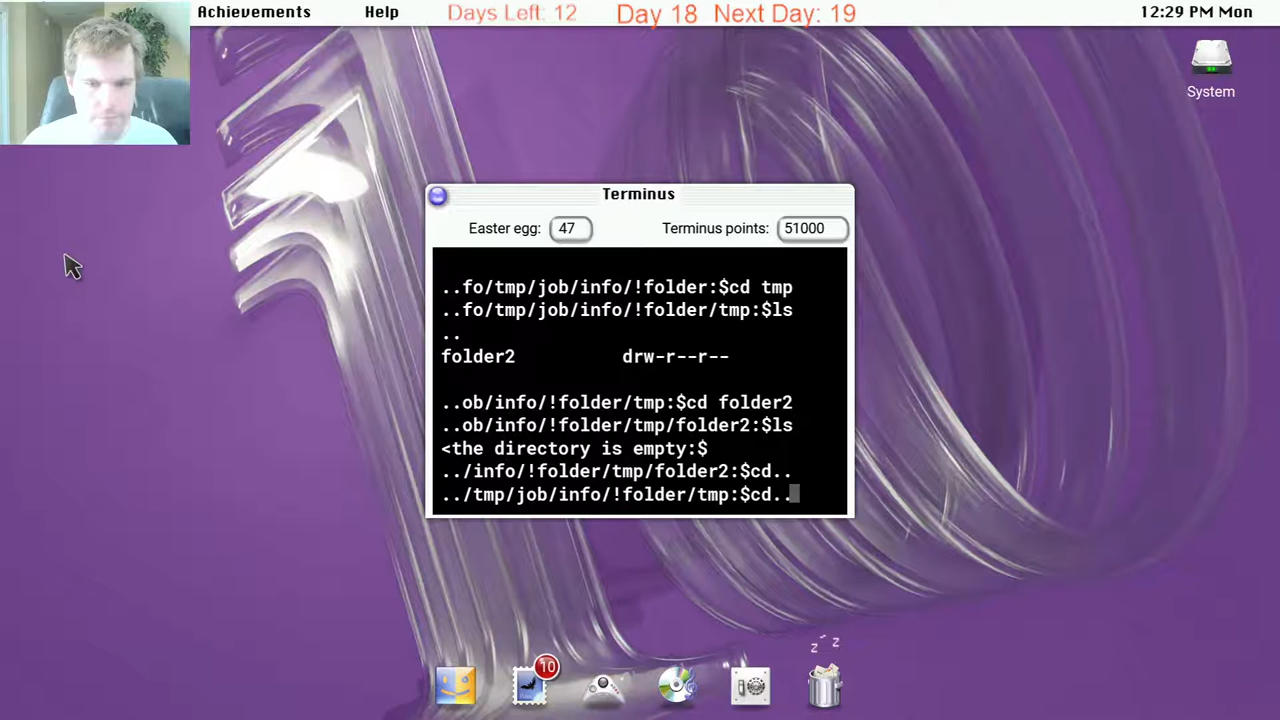 Achievements Help Days Left: 12 Day 18 Next Day: 19 12:29 PM Mon
System
Terminus
Easter egg: 47 Terminus points: 51000
..fo/tmp/job/info/!folder:$cd tmp
..fo/tmp/job/info/!folder/tmp:$ls
..
folder2 drw-r--r--
..ob/info/!folder/tmp:$cd folder2
..ob/info/!folder/tmp/folder2:$ls
<the directory is empty:$
../info/!folder/tmp/folder2:$cd..
../tmp/job/info/!folder/tmp:$cd..
z z
10